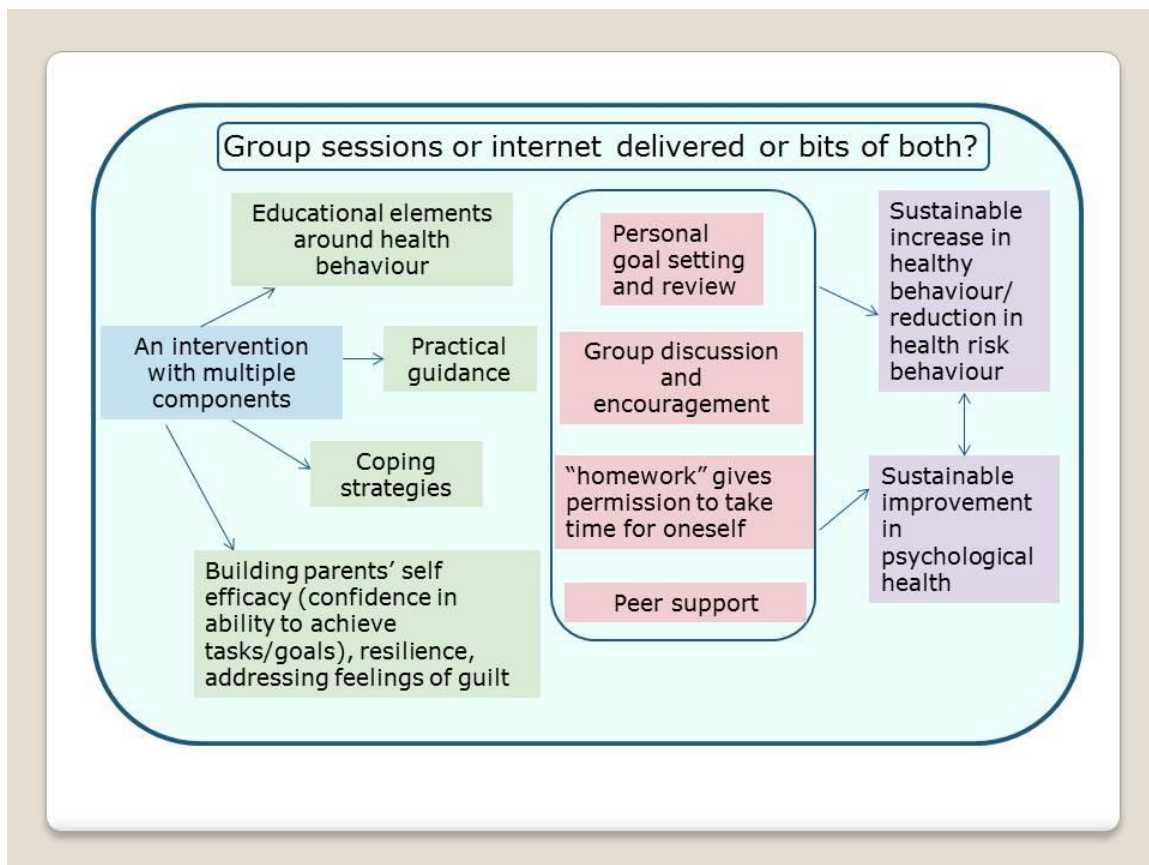 Group sessions or internet delivered or bits of both?
Educational elements
around health
behaviour
An intervention
with multiple
components
Practical
guidance
Coping
strategies
Building parents’ self
efficacy (confidence in
ability to achieve
tasks/goals), resilience,
addressing feelings of guilt
Personal
goal setting
and review
Group discussion
and
encouragement
“homework” gives
permission to take
time for oneself
Peer support
Sustainable
increase in
healthy
behaviour/
reduction in
health risk
behaviour
Sustainable
improvement
in
psychological
health